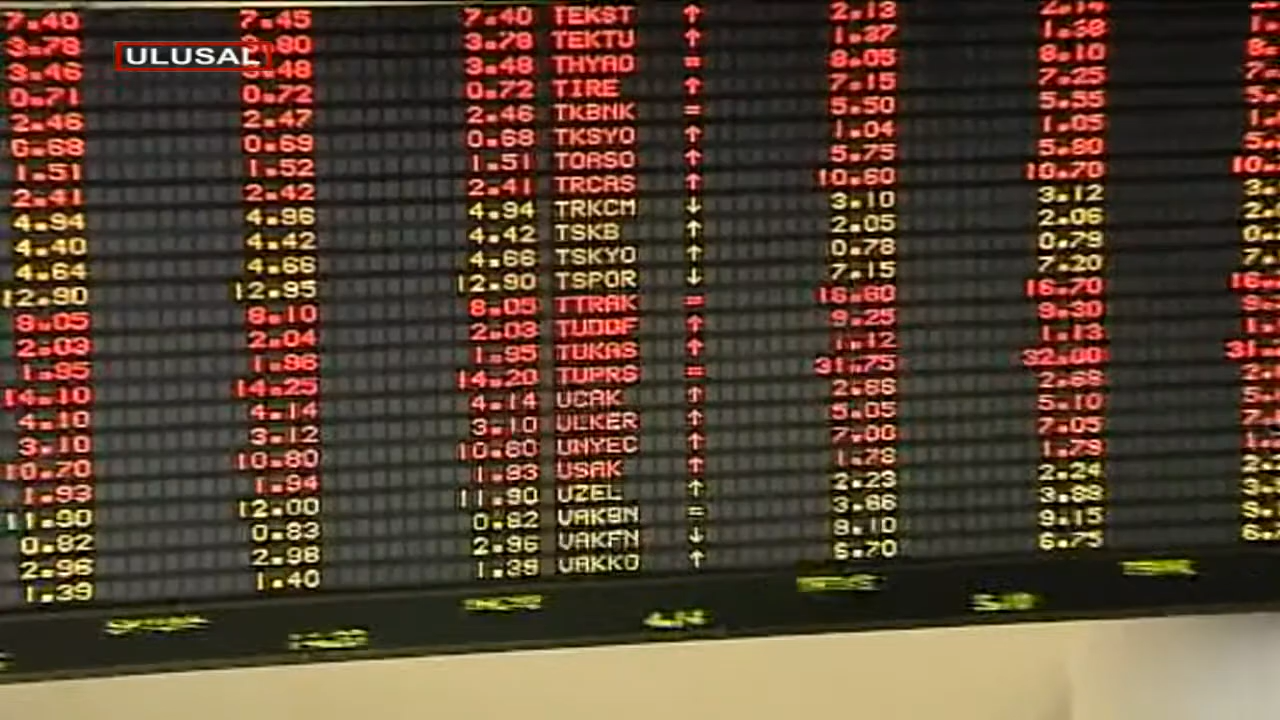 ULUSAL
7.40 7.45 7.40 TEKST ↑ 2.13 2.14
3.78 3.80 3.78 TEKTU ↑ 1.37 1.38
3.46 3.48 3.48 THYAO = 8.05 8.10
0.71 0.72 0.72 TIRE ↑ 7.15 7.25
2.46 2.47 2.46 TKBNK = 5.50 5.55
0.68 0.69 0.68 TKSYO ↑ 1.04 1.05
1.51 1.52 1.51 TOASO ↑ 5.75 5.80
2.41 2.42 2.41 TRCAS ↑ 10.60 10.70
4.94 4.96 4.94 TRKCM ↓ 3.10 3.12
4.40 4.42 4.42 TSKB ↑ 2.05 2.06
4.64 4.66 4.66 TSKYO ↑ 0.78 0.79
12.90 12.95 12.90 TSPOR ↓ 7.15 7.20
8.05 8.10 8.05 TTRAK = 16.60 16.70
2.03 2.04 2.03 TUDDF ↑ 9.25 9.30
1.95 1.96 1.95 TUKAS ↑ 1.12 1.13
14.10 14.25 14.20 TUPRS = 31.75 32.00
4.10 4.14 4.14 UCAK ↑ 2.66 2.68
3.10 3.12 3.10 ULKER ↑ 5.05 5.10
10.70 10.80 10.60 UNYEC ↑ 7.00 7.05
1.93 1.94 1.93 USAK ↑ 1.78 1.79
11.90 12.00 11.90 UZEL ↑ 2.23 2.24
0.82 0.83 0.82 VAKBN = 3.66 3.68
2.96 2.98 2.96 VAKFN ↓ 9.10 9.15
1.39 1.40 1.39 VAKKO ↑ 6.70 6.75